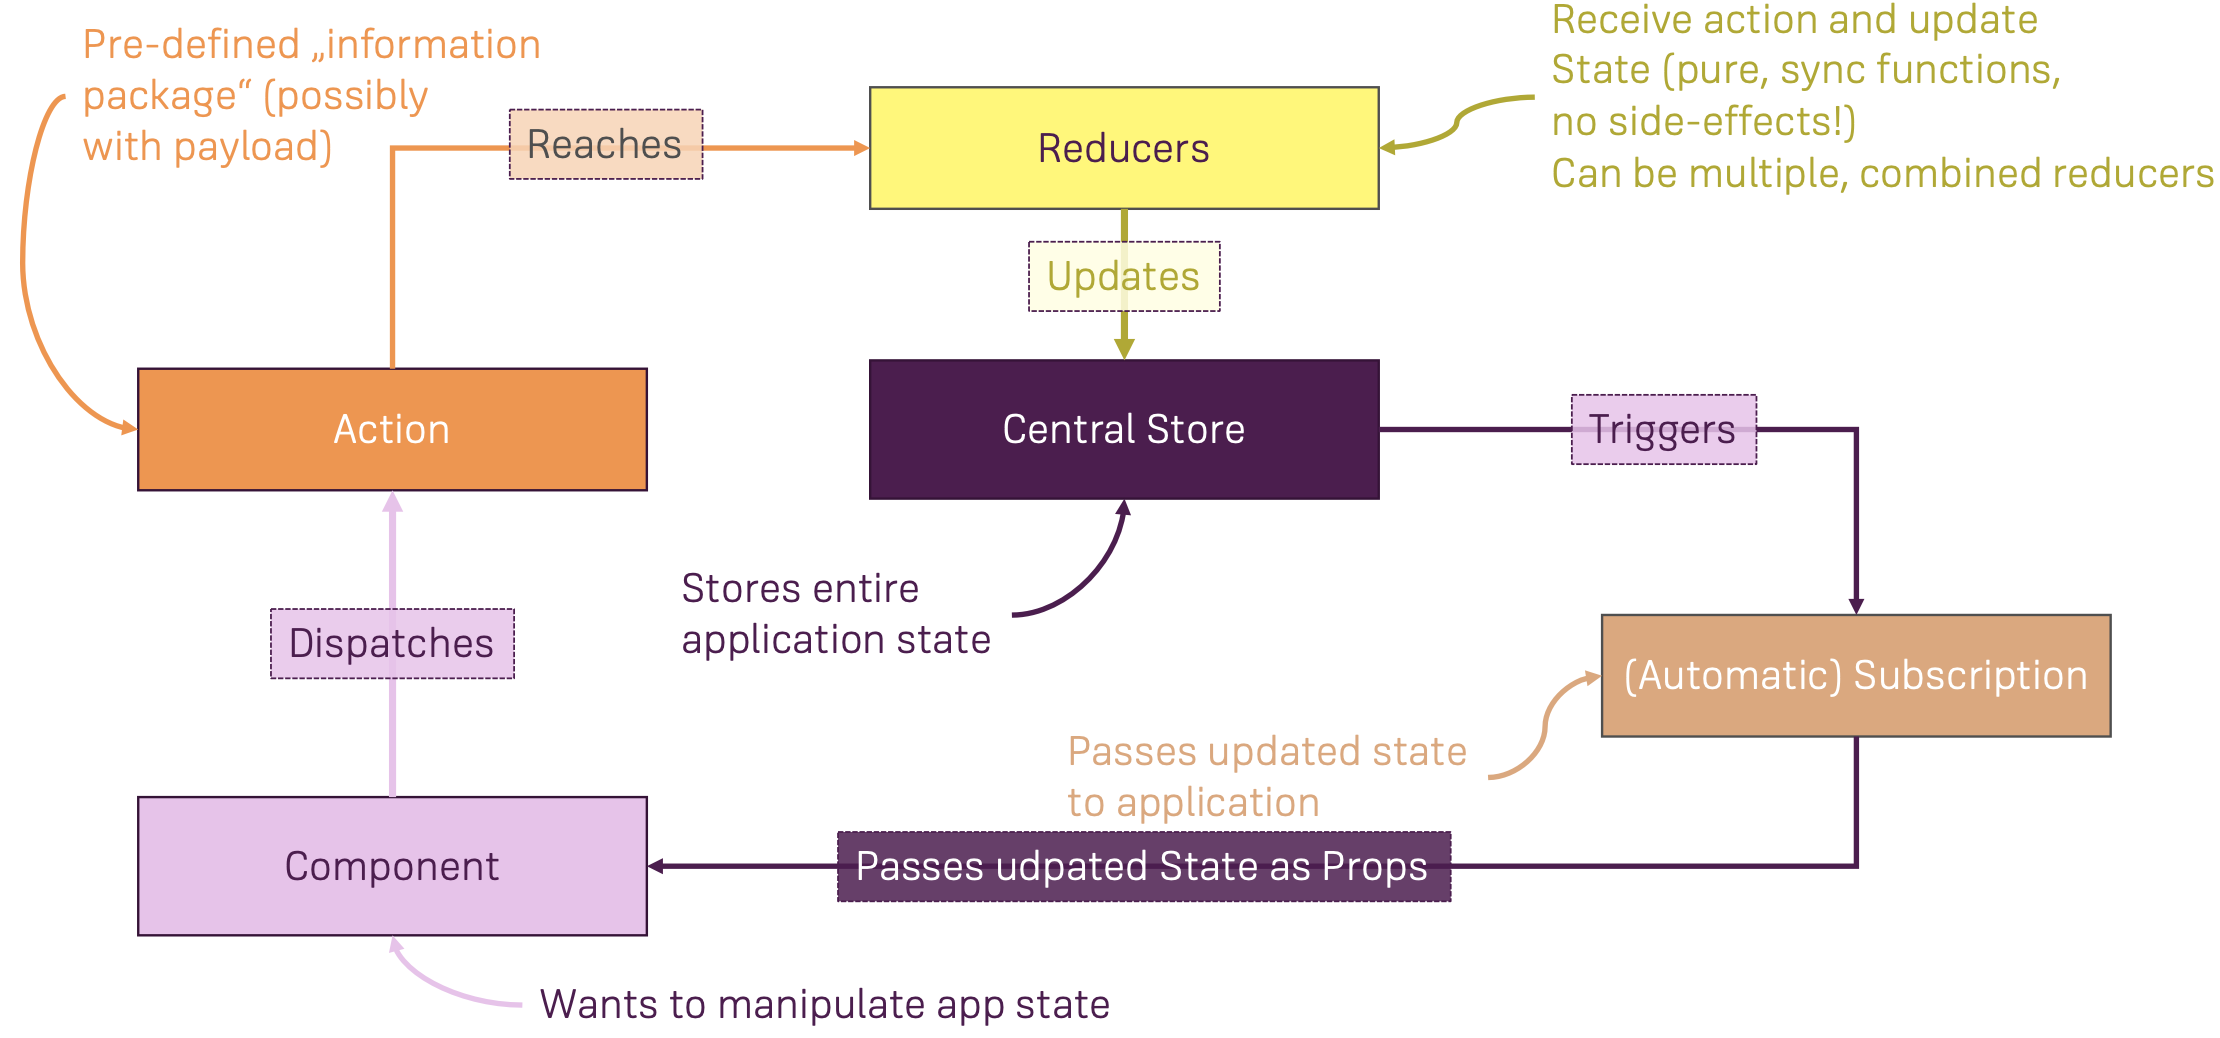 Pre-defined „information
package“ (possibly
with payload)
Reaches
Reducers
Receive action and update
State (pure, sync functions,
no side-effects!)
Can be multiple, combined reducers
Updates
Action
Central Store
Triggers
Stores entire
application state
Dispatches
(Automatic) Subscription
Passes updated state
to application
Component
Passes udpated State as Props
Wants to manipulate app state